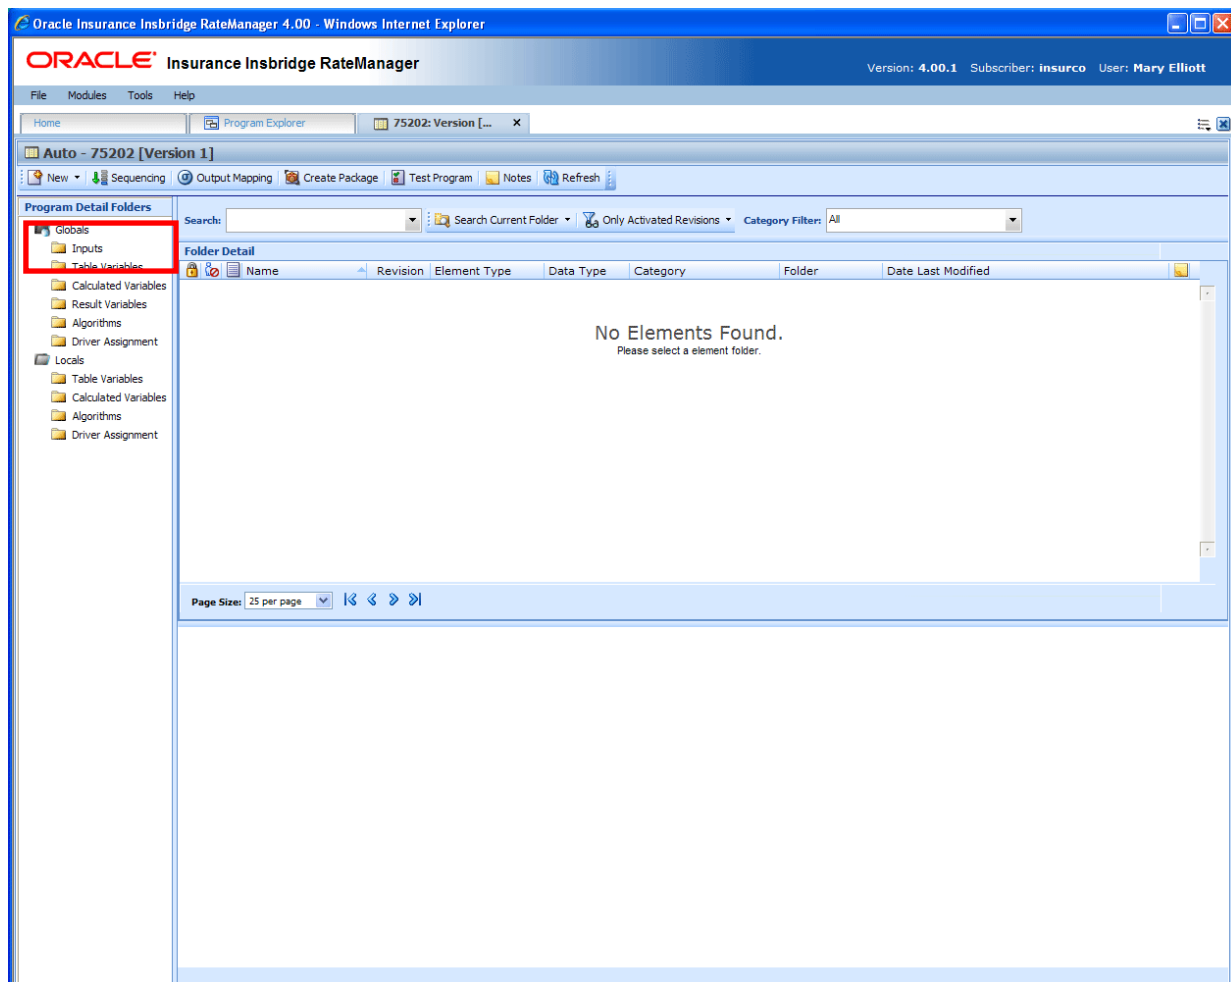 Oracle Insurance Insbridge RateManager 4.00 - Windows Internet Explorer
ORACLE Insurance Insbridge RateManager
Version: 4.00.1 Subscriber: insurco User: Mary Elliott
File Modules Tools Help
Home Program Explorer 75202: Version [... x
Auto - 75202 [Version 1]
New Sequencing Output Mapping Create Package Test Program Notes Refresh
Program Detail Folders
Globals
Inputs
Table Variables
Calculated Variables
Result Variables
Algorithms
Driver Assignment
Locals
Table Variables
Calculated Variables
Algorithms
Driver Assignment
Search: Search Current Folder Only Activated Revisions Category Filter: All
Folder Detail
Name Revision Element Type Data Type Category Folder Date Last Modified
No Elements Found.
Please select a element folder.
Page Size: 25 per page